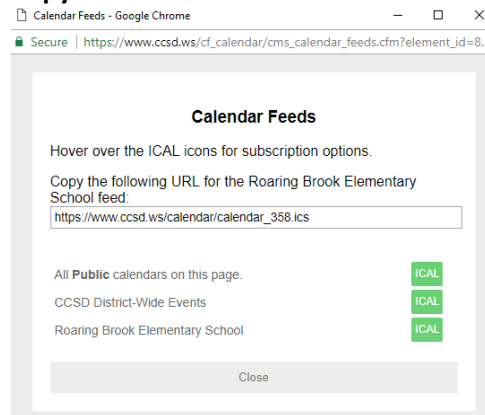 Calendar Feeds - Google Chrome
Secure | https://www.ccsd.ws/cf_calendar/cms_calendar_feeds.cfm?element_id=8.
Calendar Feeds
Hover over the ICAL icons for subscription options.
Copy the following URL for the Roaring Brook Elementary
School feed:
https://www.ccsd.ws/calendar/calendar_358.ics
All Public calendars on this page. ICAL
CCSD District-Wide Events ICAL
Roaring Brook Elementary School ICAL
Close